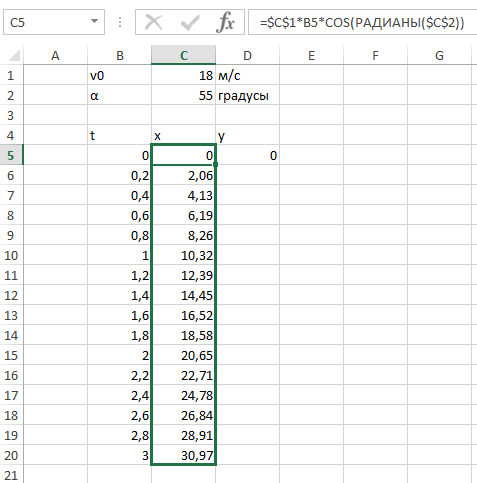 C5 =$C$1*B5*COS(РАДИАНЫ($C$2))
A B C D E F G
1 v0 18 м/с
2 α 55 градусы
3
4 t x y
5 0 0 0
6 0,2 2,06
7 0,4 4,13
8 0,6 6,19
9 0,8 8,26
10 1 10,32
11 1,2 12,39
12 1,4 14,45
13 1,6 16,52
14 1,8 18,58
15 2 20,65
16 2,2 22,71
17 2,4 24,78
18 2,6 26,84
19 2,8 28,91
20 3 30,97
21